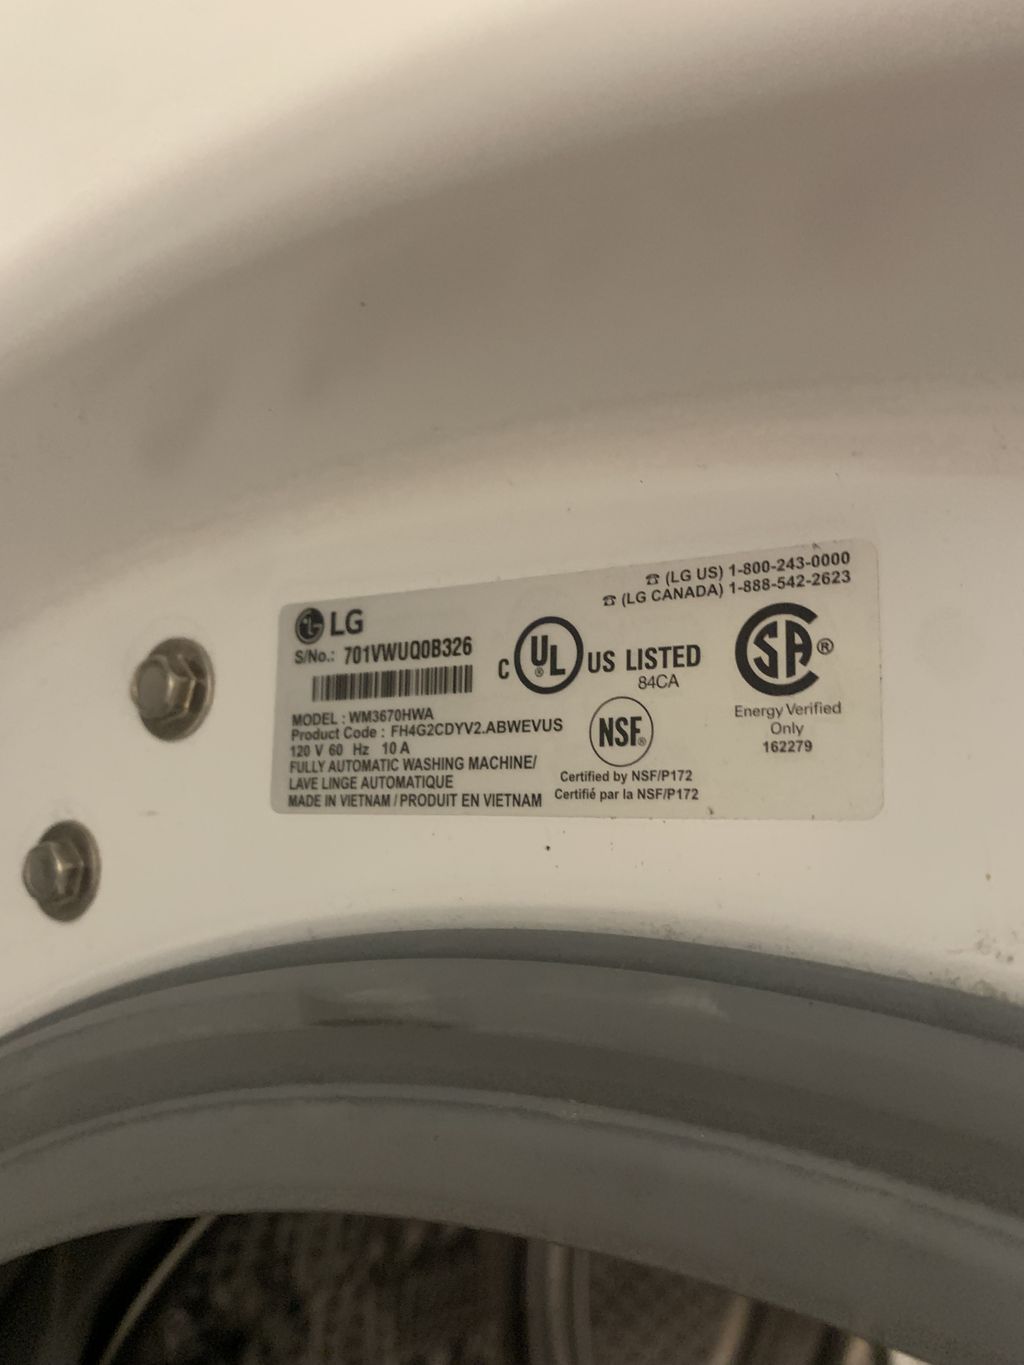 ☎ (LG US) 1-800-243-0000
☎ (LG CANADA) 1-888-542-2623
LG
S/No.: 701VWUQ0B326
C UL ® US LISTED
84CA
SA ®
Energy Verified
Only
162279
MODEL : WM3670HWA
Product Code : FH4G2CDYV2.ABWEVUS
120 V 60 Hz 10 A
FULLY AUTOMATIC WASHING MACHINE/
LAVE LINGE AUTOMATIQUE
MADE IN VIETNAM / PRODUIT EN VIETNAM
NSF®
Certified by NSF/P172
Certifié par la NSF/P172